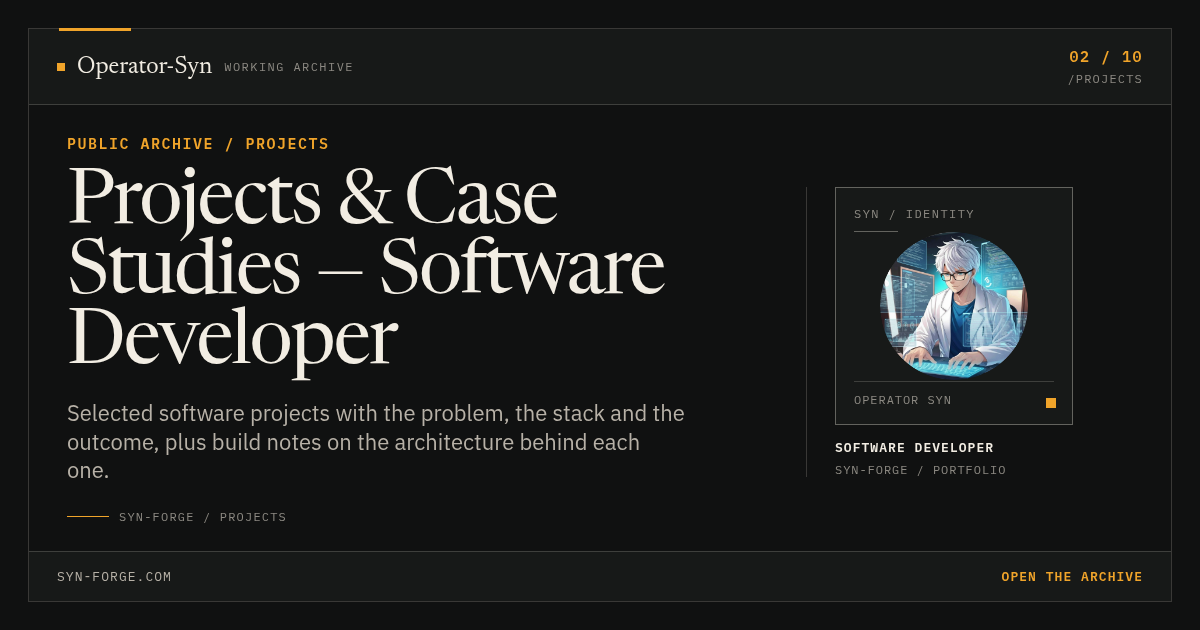 Operator-Syn WORKING ARCHIVE
02 / 10
/PROJECTS
PUBLIC ARCHIVE / PROJECTS
Projects & Case
Studies — Software
Developer
Selected software projects with the problem, the stack and the
outcome, plus build notes on the architecture behind each
one.
SYN-FORGE / PROJECTS
SYN / IDENTITY
OPERATOR SYN
SOFTWARE DEVELOPER
SYN-FORGE / PORTFOLIO
SYN-FORGE.COM
OPEN THE ARCHIVE